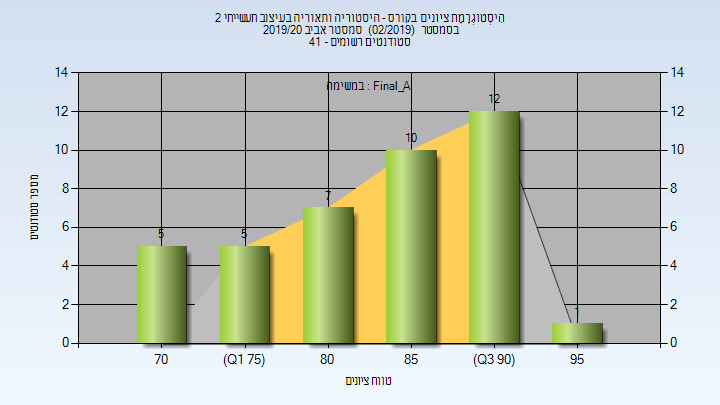 היסטוגרמת ציונים בקורס - היסטוריה ותאוריה בעיצוב תעשייתי 2
בסמסטר (02/2019) סמסטר אביב 2019/20
סטודנטים רשומים - 41
במשימה : Final_A
14 14
12 12 12
10 10 10
8 8
7
6 6
5 5
4 4
2 2
1
0 0
70 (Q1 75) 80 85 (Q3 90) 95
מספר סטודנטים
טווח ציונים